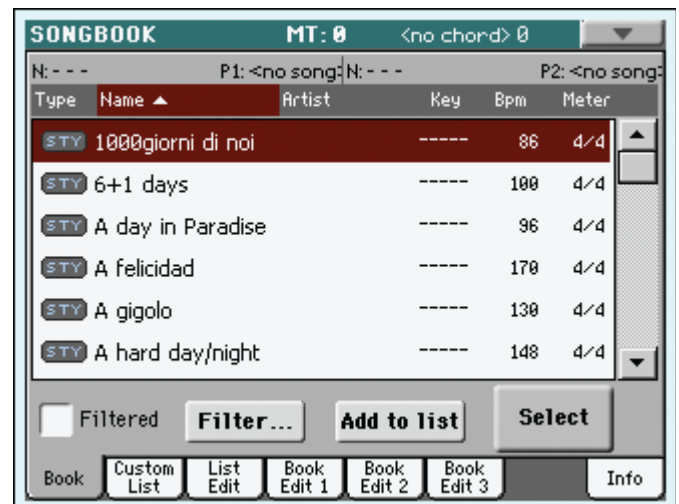 SONGBOOK MT: 0 <no chord> 0
N: --- P1: <no song> N: --- P2: <no song>
Type Name ▲ Artist Key Bpm Meter
STY 1000giorni di noi ----- 86 4/4
STY 6+1 days ----- 100 4/4
STY A day in Paradise ----- 96 4/4
STY A felicidad ----- 170 4/4
STY A gigolo ----- 130 4/4
STY A hard day/night ----- 148 4/4
Filtered Filter... Add to list Select
Book Custom List List Edit Book Edit 1 Book Edit 2 Book Edit 3 Info